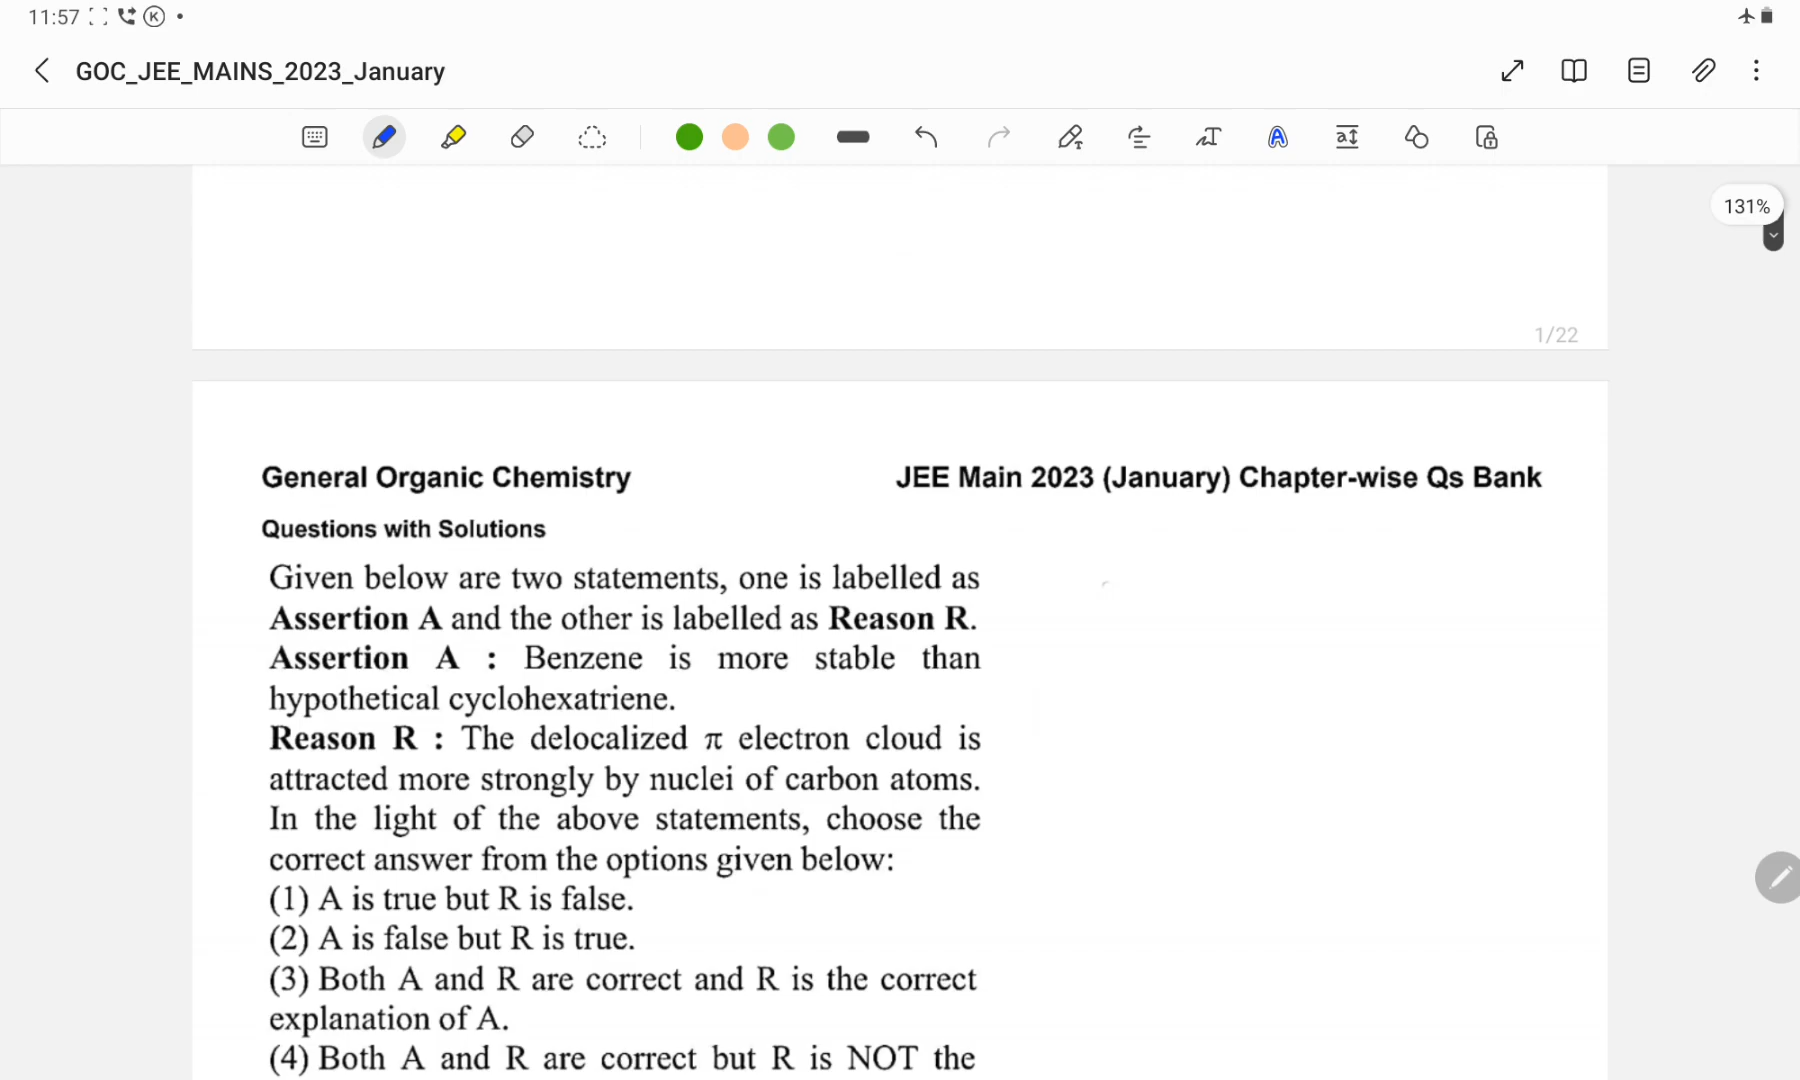 11:57
GOC_JEE_MAINS_2023_January
131%
1/22
General Organic Chemistry
JEE Main 2023 (January) Chapter-wise Qs Bank
Questions with Solutions
Given below are two statements, one is labelled as
Assertion A and the other is labelled as Reason R.
Assertion A : Benzene is more stable than
hypothetical cyclohexatriene.
Reason R : The delocalized π electron cloud is
attracted more strongly by nuclei of carbon atoms.
In the light of the above statements, choose the
correct answer from the options given below:
(1) A is true but R is false.
(2) A is false but R is true.
(3) Both A and R are correct and R is the correct
explanation of A.
(4) Both A and R are correct but R is NOT the